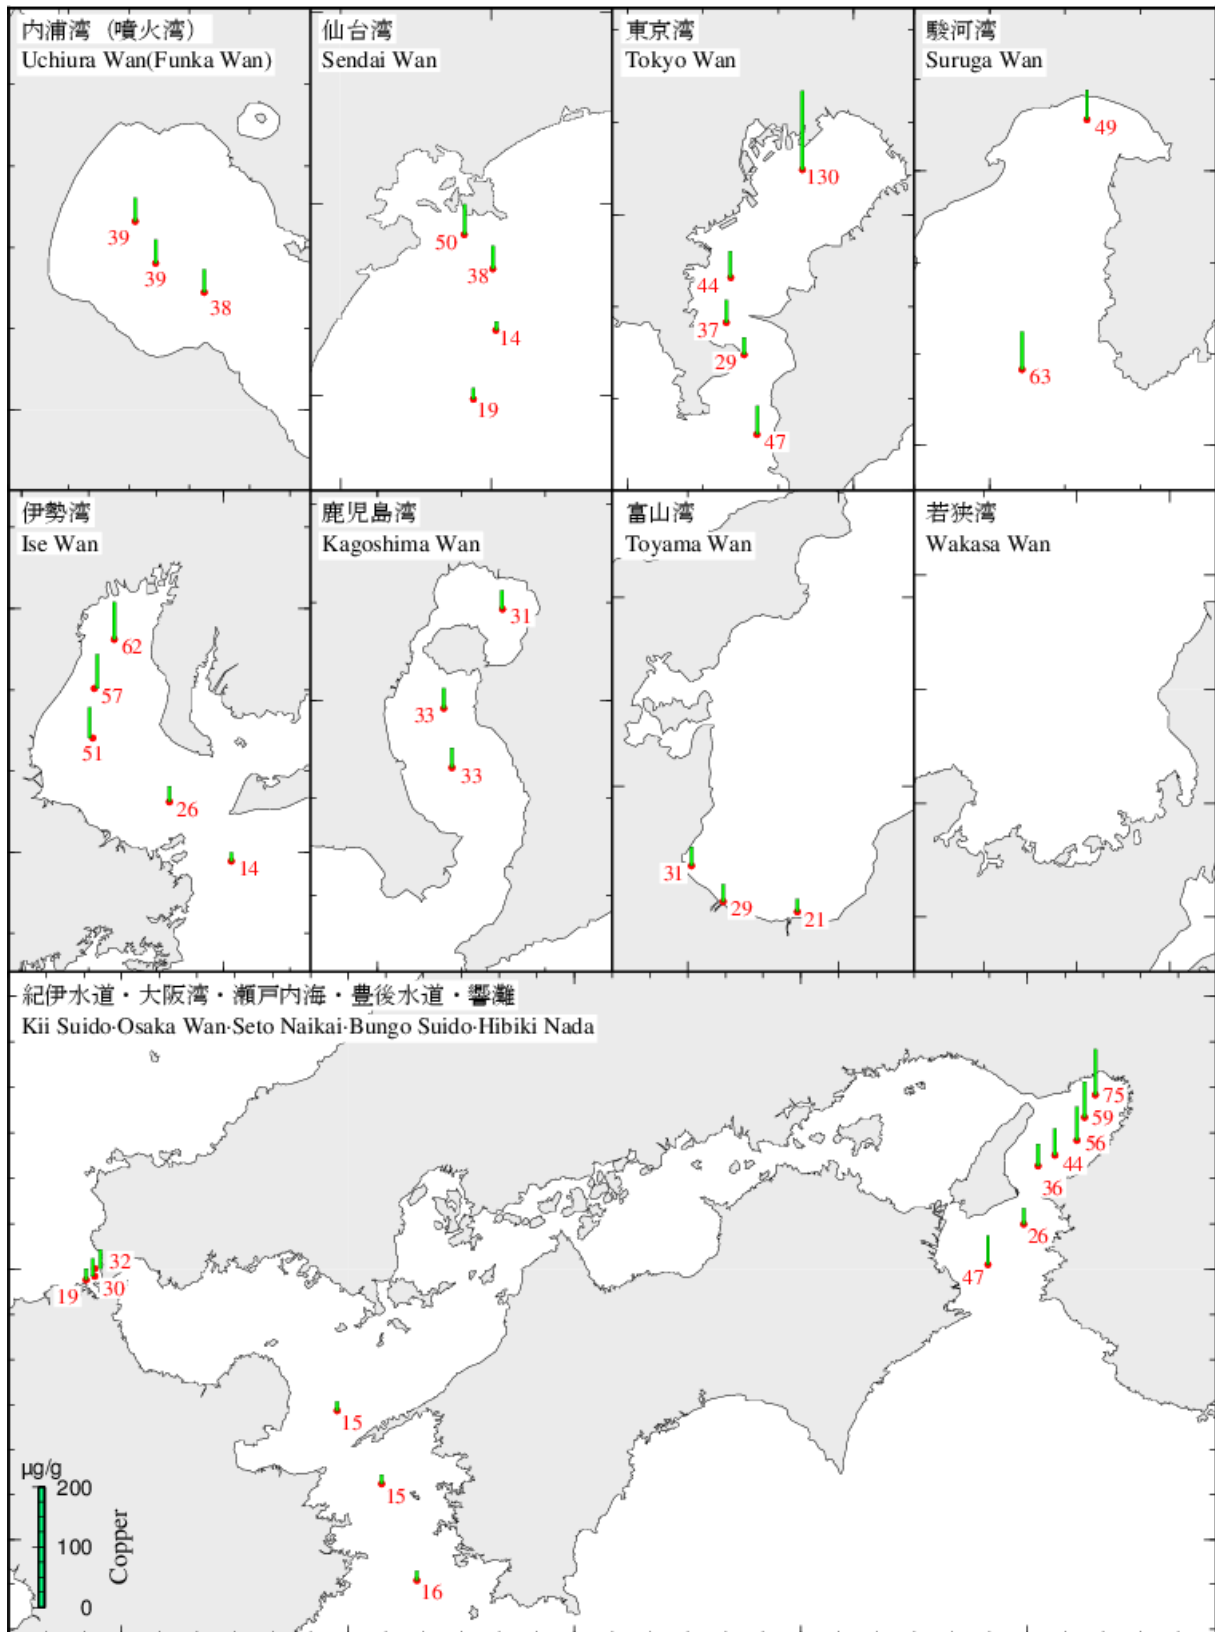 内浦湾（噴火湾）
Uchiura Wan(Funka Wan)
39
39
38
仙台湾
Sendai Wan
50
38
14
19
東京湾
Tokyo Wan
130
44
37
29
47
駿河湾
Suruga Wan
49
63
伊勢湾
Ise Wan
62
57
51
26
14
鹿児島湾
Kagoshima Wan
31
33
33
富山湾
Toyama Wan
31
29
21
若狭湾
Wakasa Wan
紀伊水道・大阪湾・瀬戸内海・豊後水道・響灘
Kii Suido·Osaka Wan·Seto Naikai·Bungo Suido·Hibiki Nada
75
59
56
44
36
26
47
32
30
19
15
15
16
µg/g
200
100
0
Copper